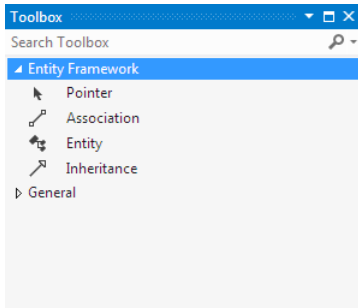 Toolbox
Search Toolbox
Entity Framework
Pointer
Association
Entity
Inheritance
General